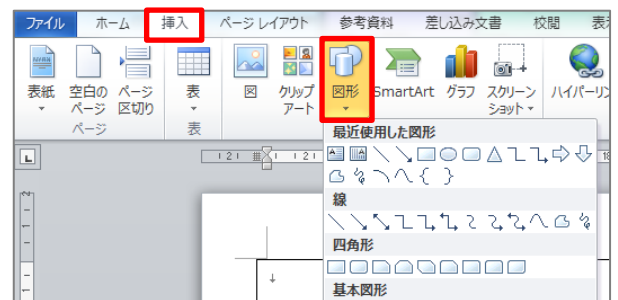 ファイル ホーム 挿入 ページ レイアウト 参考資料 差し込み文書 校閲 表
表紙 空白の ページ 表 図 クリップ 図形 SmartArt グラフ スクリーン ハイパーリン
ページ 区切り アート ショット
ページ 表
最近使用した図形
L 2 2
線
2
四角形
基本図形